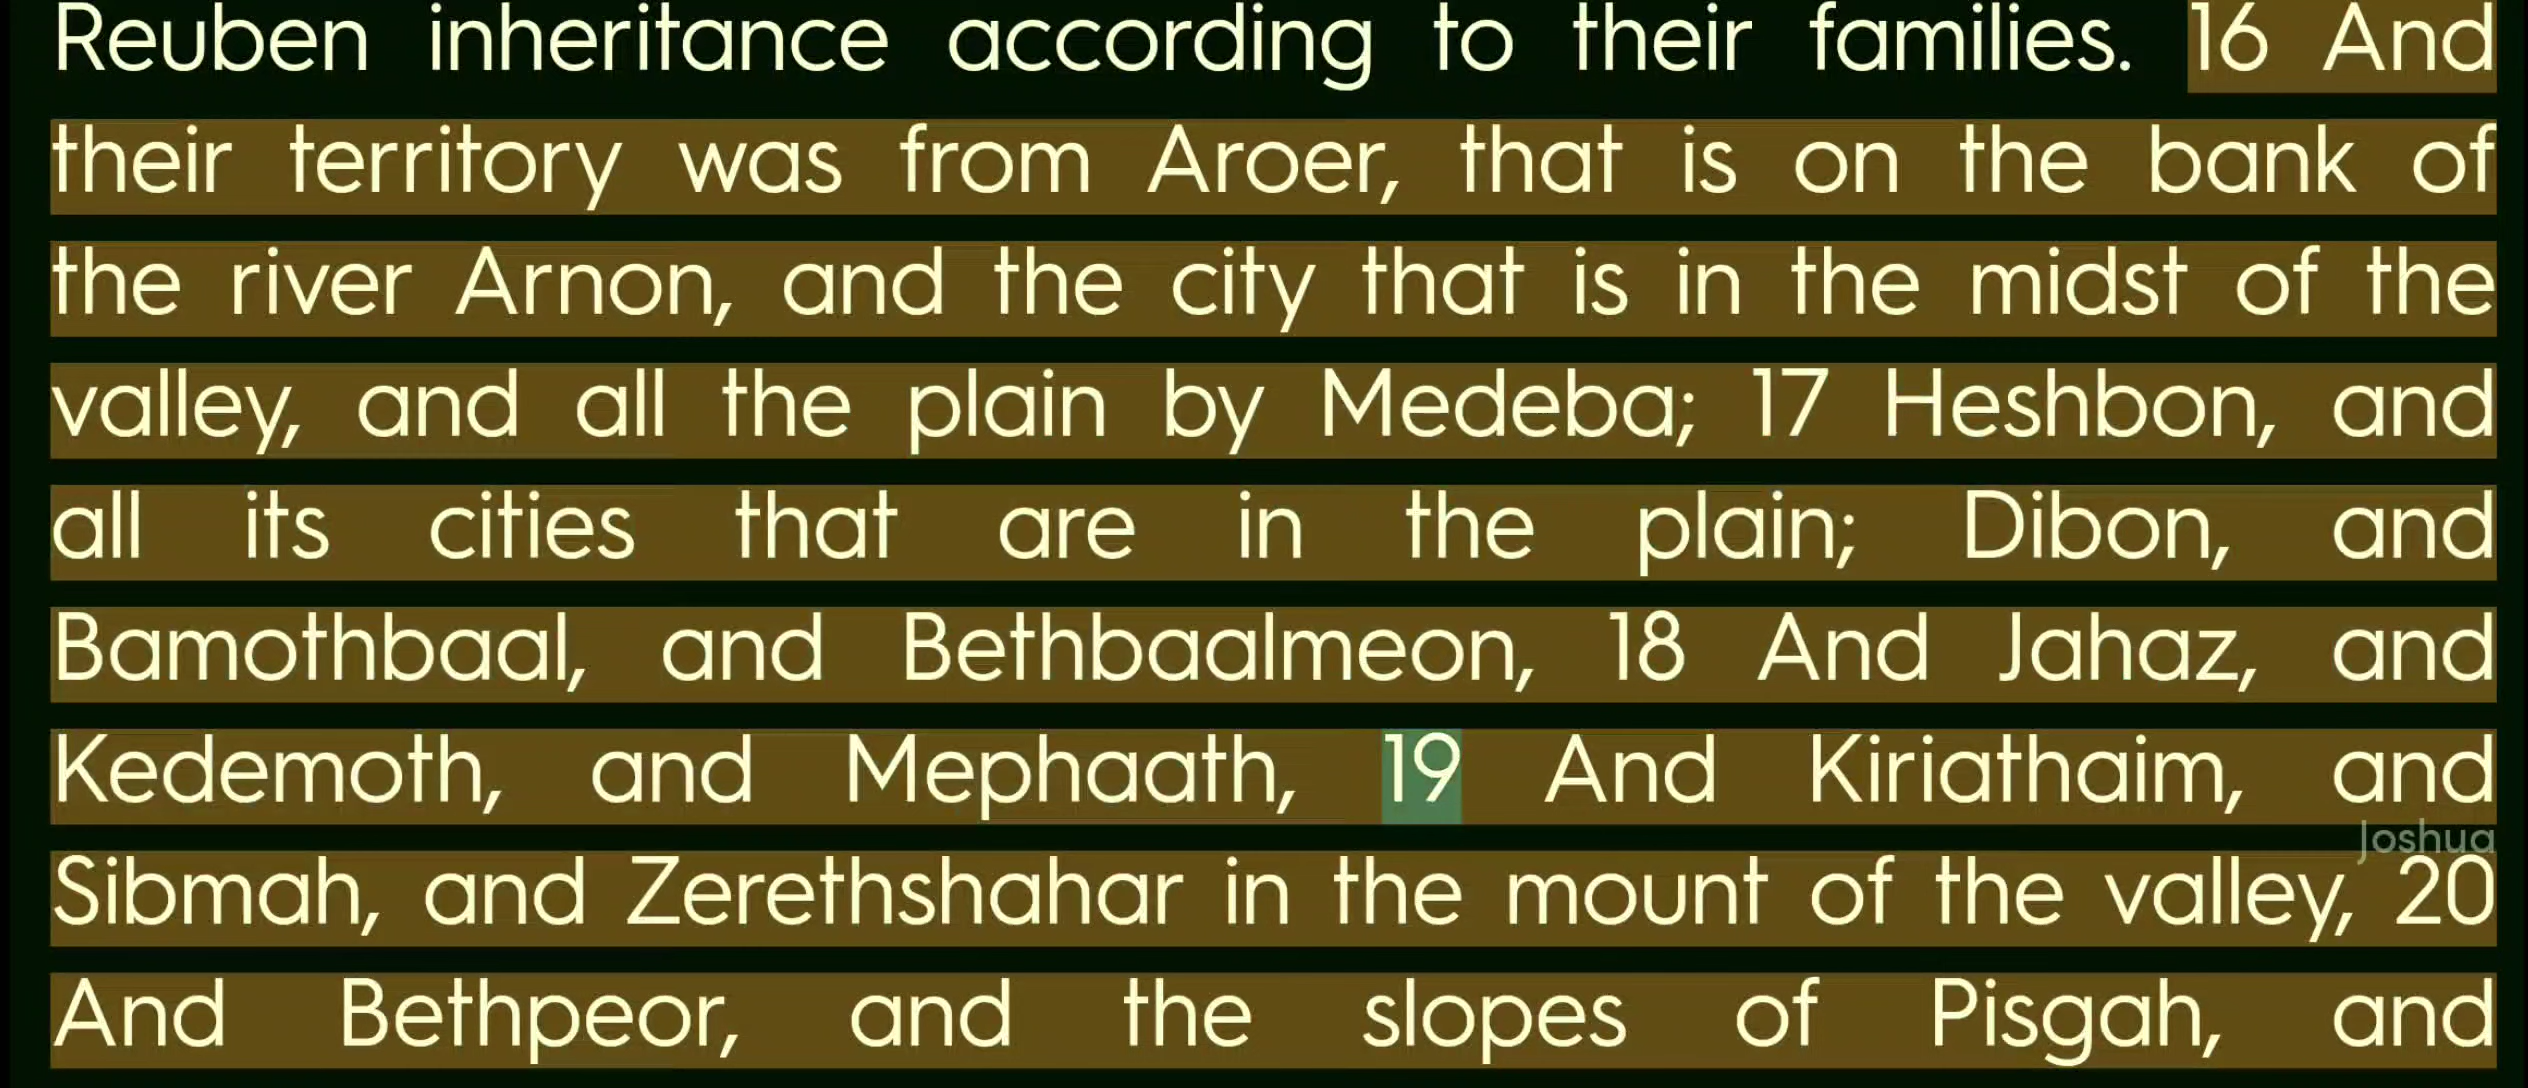 Reuben inheritance according to their families. 16 And
their territory was from Aroer, that is on the bank of
the river Arnon, and the city that is in the midst of the
valley, and all the plain by Medeba; 17 Heshbon, and
all its cities that are in the plain; Dibon, and
Bamothbaal, and Bethbaalmeon, 18 And Jahaz, and
Kedemoth, and Mephaath, 19 And Kiriathaim, and
Joshua
Sibmah, and Zerethshahar in the mount of the valley, 20
And Bethpeor, and the slopes of Pisgah, and